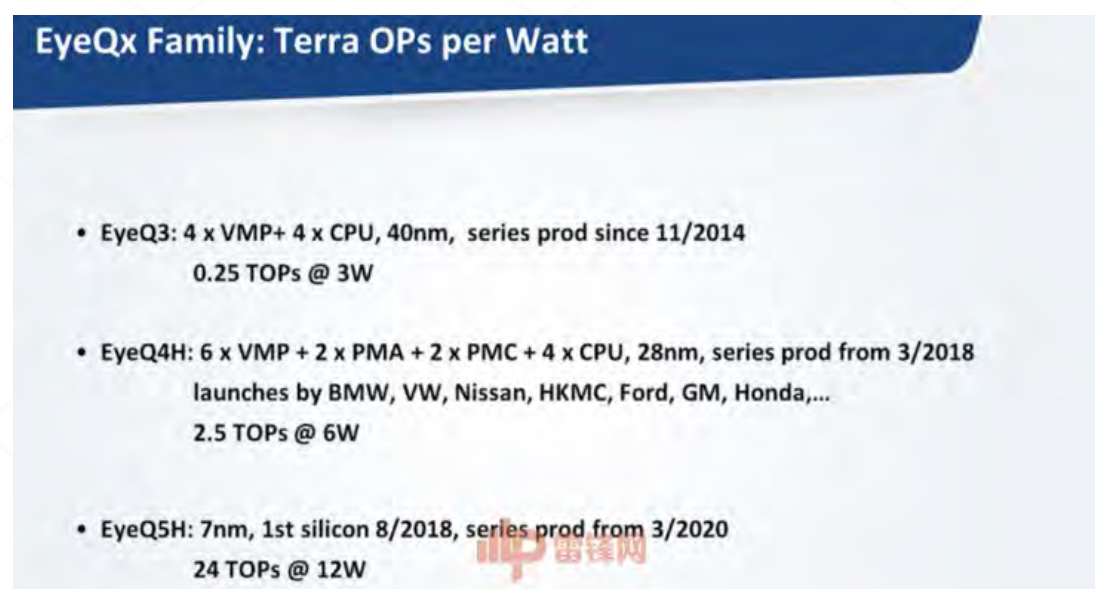 EyeQx Family: Terra OPs per Watt
• EyeQ3: 4 x VMP+ 4 x CPU, 40nm, series prod since 11/2014
0.25 TOPs @ 3W
• EyeQ4H: 6 x VMP + 2 x PMA + 2 x PMC + 4 x CPU, 28nm, series prod from 3/2018
launches by BMW, VW, Nissan, HKMC, Ford, GM, Honda,...
2.5 TOPs @ 6W
• EyeQ5H: 7nm, 1st silicon 8/2018, series prod from 3/2020
雷锋网
24 TOPs @ 12W